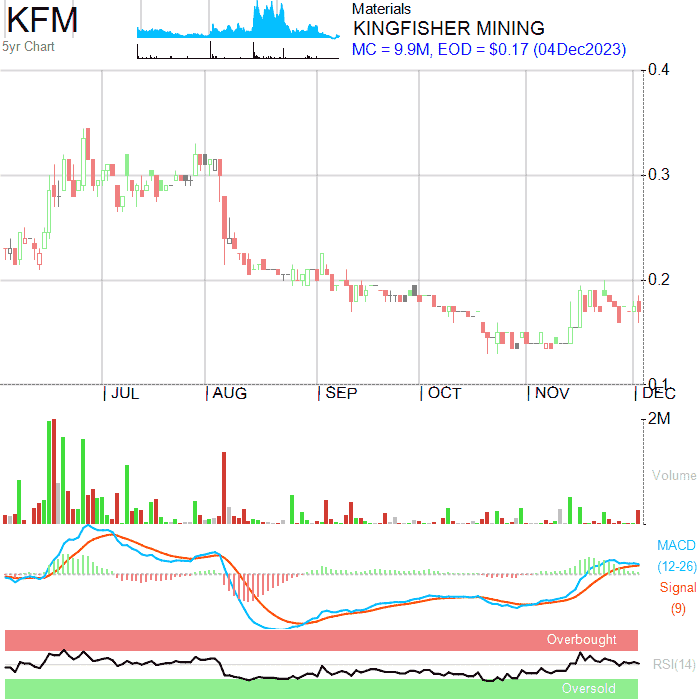 KFM
5yr Chart
Materials
KINGFISHER MINING
MC = 9.9M, EOD = $0.17 (04Dec2023)
0.4
0.3
0.2
0.1
JUL AUG SEP OCT NOV DEC
2M
Volume
MACD
(12-26)
Signal
(9)
Overbought
RSI(14)
Oversold